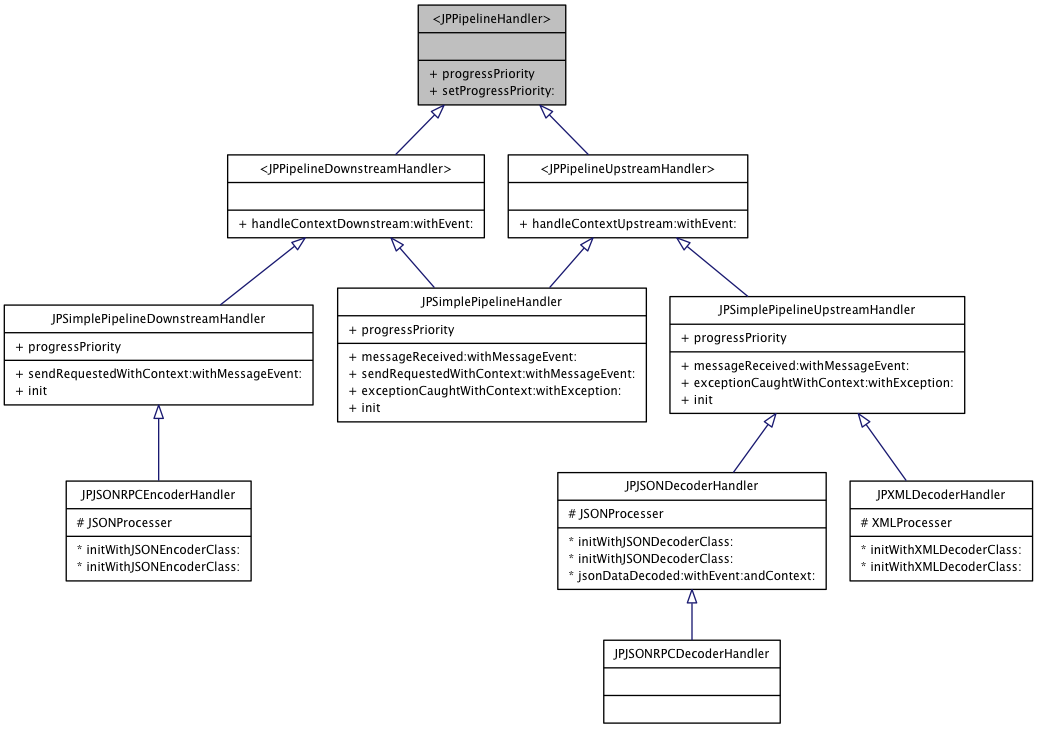 <JPPipelineHandler>
+ progressPriority
+ setProgressPriority:
<JPPipelineDownstreamHandler>
+ handleContextDownstream:withEvent:
<JPPipelineUpstreamHandler>
+ handleContextUpstream:withEvent:
JPSimplePipelineDownstreamHandler
+ progressPriority
+ sendRequestedWithContext:withMessageEvent:
+ init
JPSimplePipelineHandler
+ progressPriority
+ messageReceived:withMessageEvent:
+ sendRequestedWithContext:withMessageEvent:
+ exceptionCaughtWithContext:withException:
+ init
JPSimplePipelineUpstreamHandler
+ progressPriority
+ messageReceived:withMessageEvent:
+ exceptionCaughtWithContext:withException:
+ init
JPJSONRPCEncoderHandler
# JSONProcesser
* initWithJSONEncoderClass:
* initWithJSONEncoderClass:
JPJSONDecoderHandler
# JSONProcesser
* initWithJSONDecoderClass:
* initWithJSONDecoderClass:
* jsonDataDecoded:withEvent:andContext:
JPXMLDecoderHandler
# XMLProcesser
* initWithXMLDecoderClass:
* initWithXMLDecoderClass:
JPJSONRPCDecoderHandler